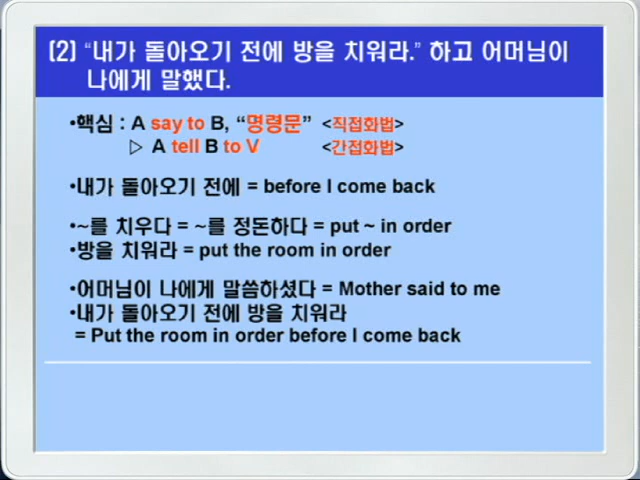 (2) “내가 돌아오기 전에 방을 치워라.” 하고 어머님이
나에게 말했다.
•핵심 : A say to B, “명령문” <직접화법>
▷ A tell B to V <간접화법>
•내가 돌아오기 전에 = before I come back
•~를 치우다 = ~를 정돈하다 = put ~ in order
•방을 치워라 = put the room in order
•어머님이 나에게 말씀하셨다 = Mother said to me
•내가 돌아오기 전에 방을 치워라
= Put the room in order before I come back